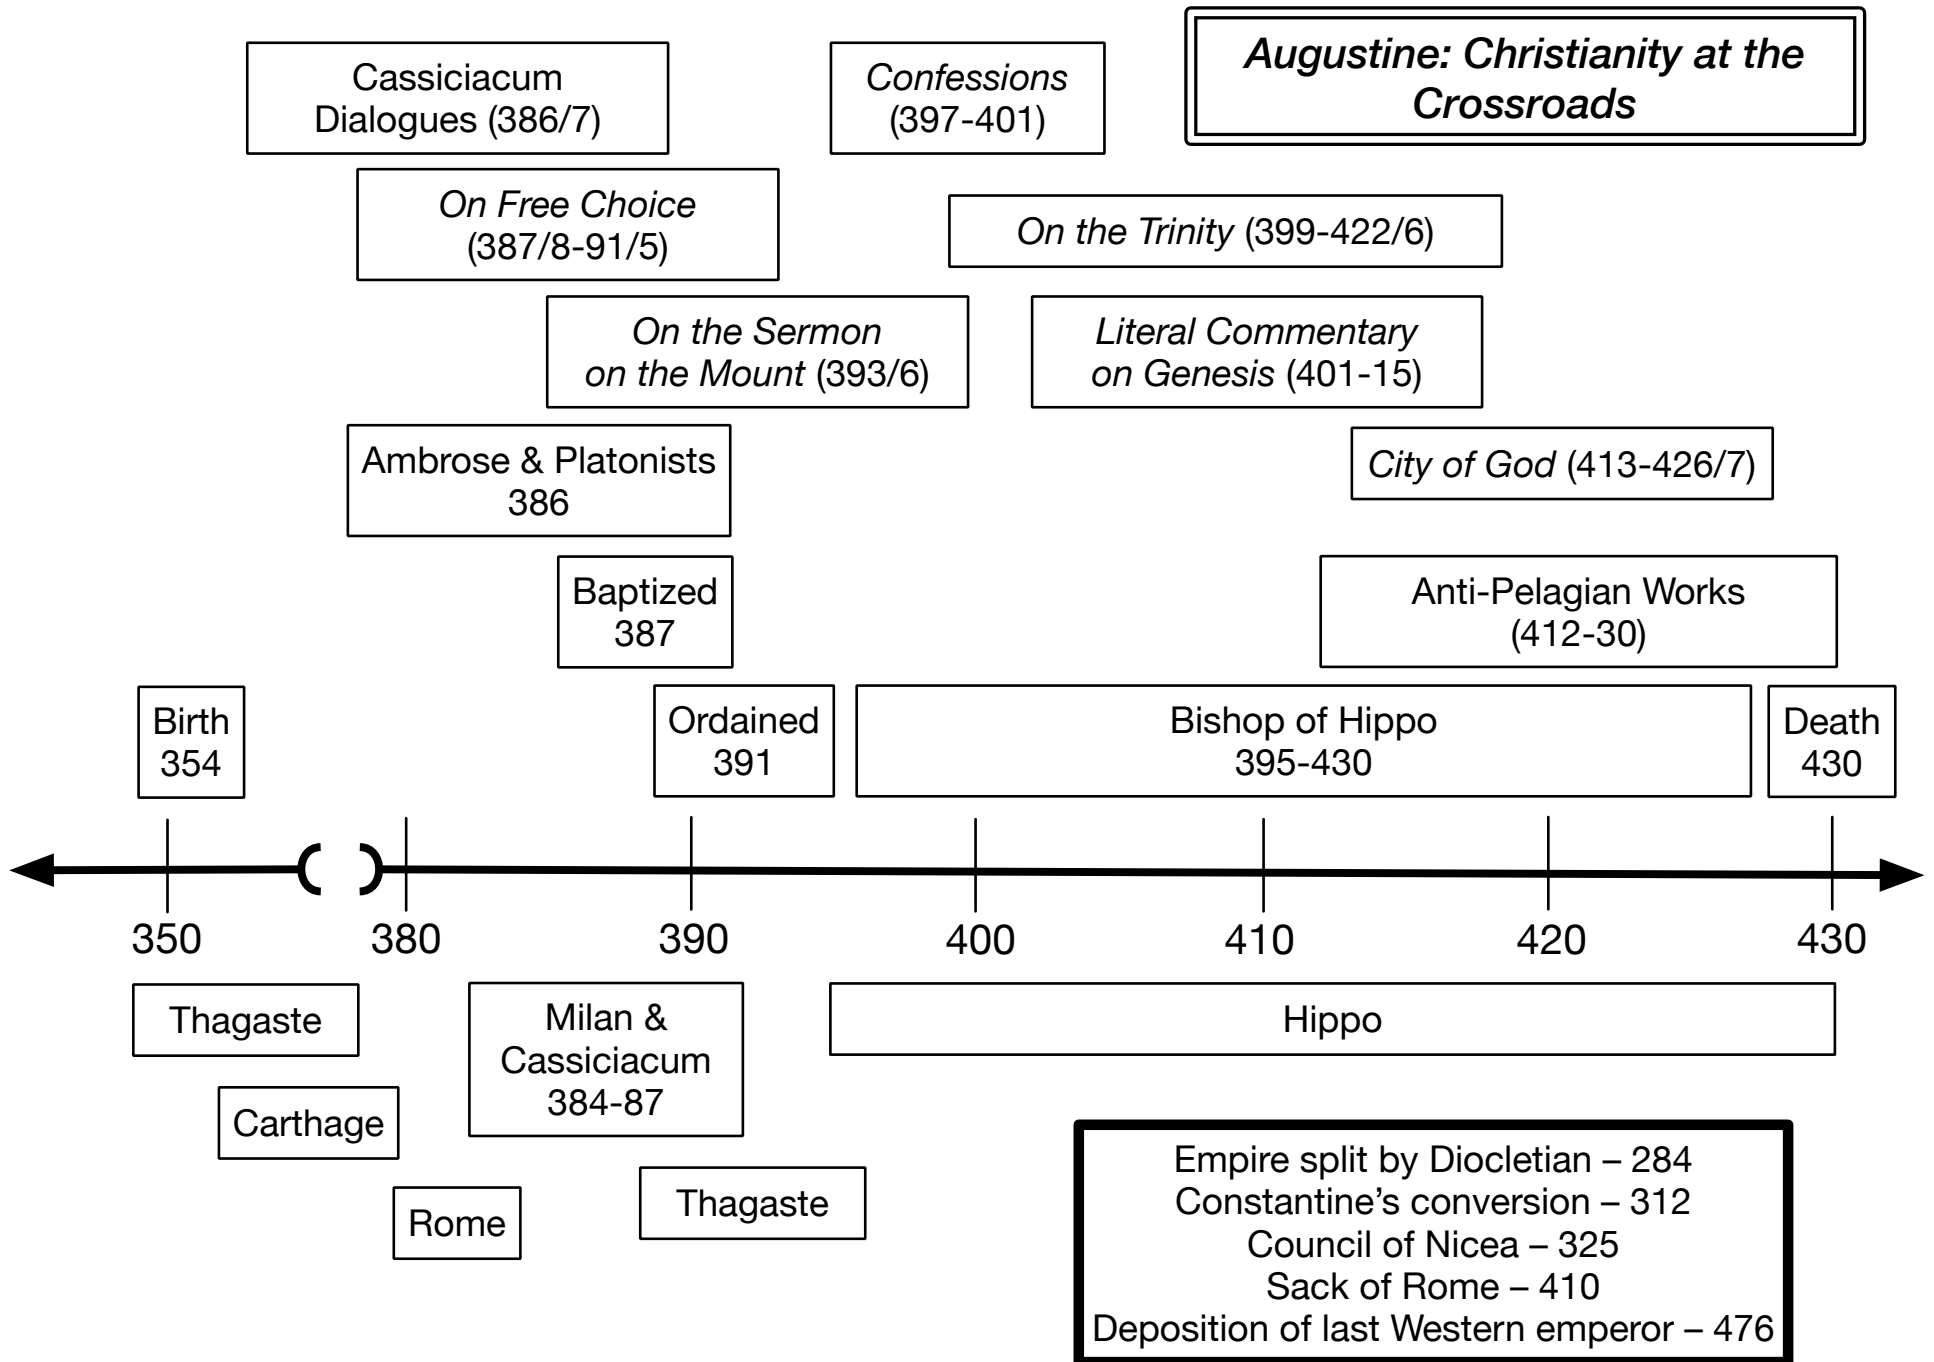 Augustine: Christianity at the
Crossroads
Cassiciacum
Dialogues (386/7)
Confessions
(397-401)
On Free Choice
(387/8-91/5)
On the Trinity (399-422/6)
On the Sermon
on the Mount (393/6)
Literal Commentary
on Genesis (401-15)
Ambrose & Platonists
386
City of God (413-426/7)
Baptized
387
Anti-Pelagian Works
(412-30)
Birth
354
Ordained
391
Bishop of Hippo
395-430
Death
430
350
380
390
400
410
420
430
Thagaste
Milan &
Cassiciacum
384-87
Hippo
Carthage
Rome
Thagaste
Empire split by Diocletian – 284
Constantine’s conversion – 312
Council of Nicea – 325
Sack of Rome – 410
Deposition of last Western emperor – 476